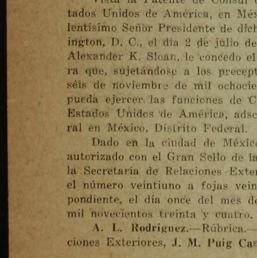 Vista la Patente de Cónsul
tados Unidos de América, en Méx
lentísimo Señor Presidente de dich
ington, D. C., el día 2 de julio de
Alexander K. Sloan, le concedo el
ra que, sujetándose a los precept
séis de noviembre de mil ochocie
pueda ejercer las funciones de C
Estados Unidos de América, adsc
ral en México, Distrito Federal.
Dado en la ciudad de México
autorizado con el Gran Sello de la
la Secretaría de Relaciones Exter
el número veintiuno a fojas vein
pondiente, el día once del mes de
mil novecientos treinta y cuatro.
A. L. Rodríguez.—Rúbrica.—
ciones Exteriores, J. M. Puig Cas